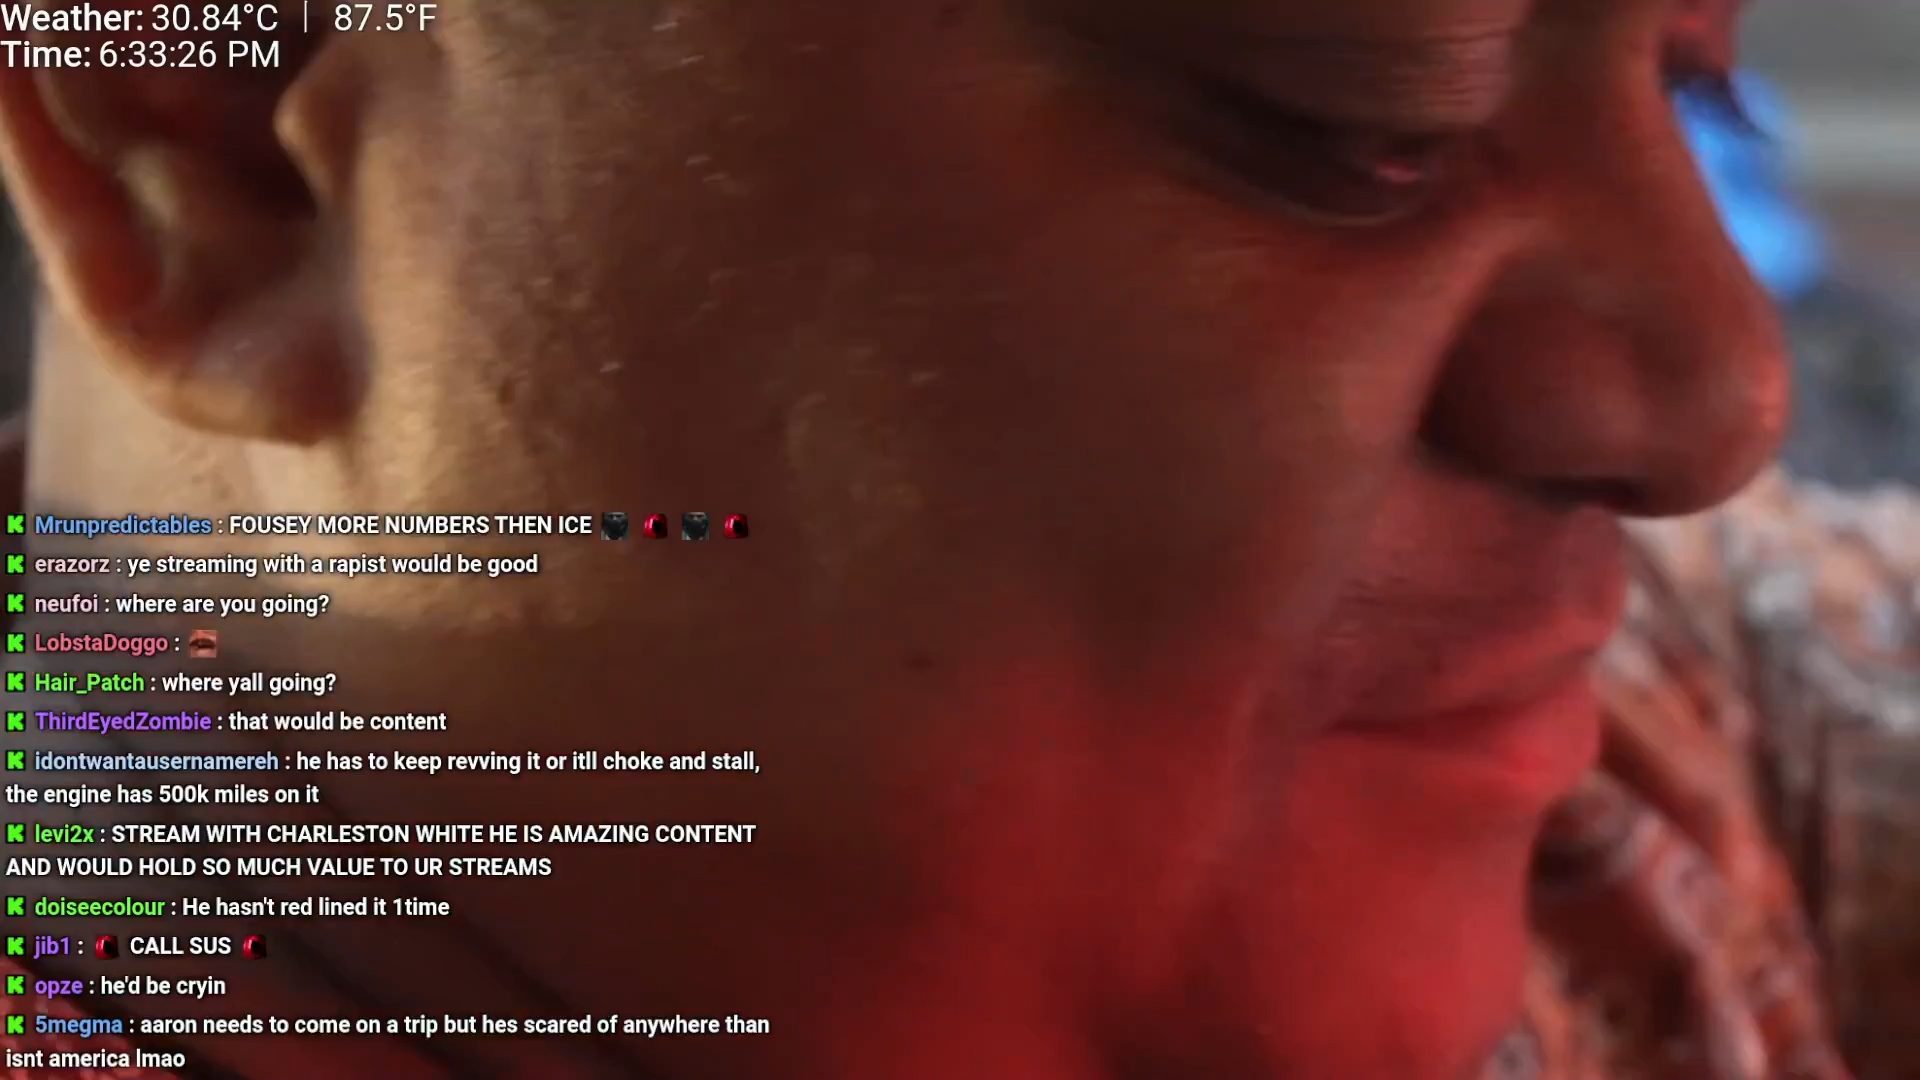 Weather: 30.84°C | 87.5°F
Time: 6:33:26 PM
Mrunpredictables : FOUSEY MORE NUMBERS THEN ICE
erazorz : ye streaming with a rapist would be good
neufoi : where are you going?
LobstaDoggo :
Hair_Patch : where yall going?
ThirdEyedZombie : that would be content
idontwantausernamereh : he has to keep revving it or itll choke and stall,
the engine has 500k miles on it
levi2x : STREAM WITH CHARLESTON WHITE HE IS AMAZING CONTENT
AND WOULD HOLD SO MUCH VALUE TO UR STREAMS
doiseecolour : He hasn't red lined it 1time
jib1 : CALL SUS
opze : he'd be cryin
5megma : aaron needs to come on a trip but hes scared of anywhere than
isnt america lmao